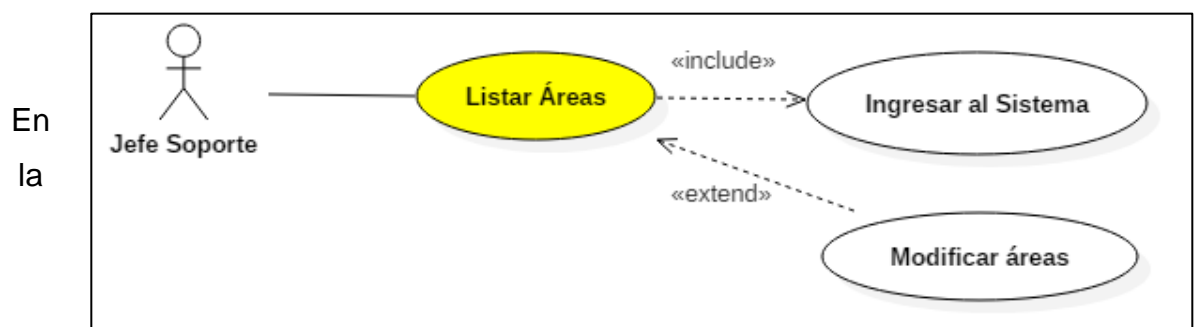 En
la
Jefe Soporte
Listar Áreas
«include»
Ingresar al Sistema
«extend»
Modificar áreas